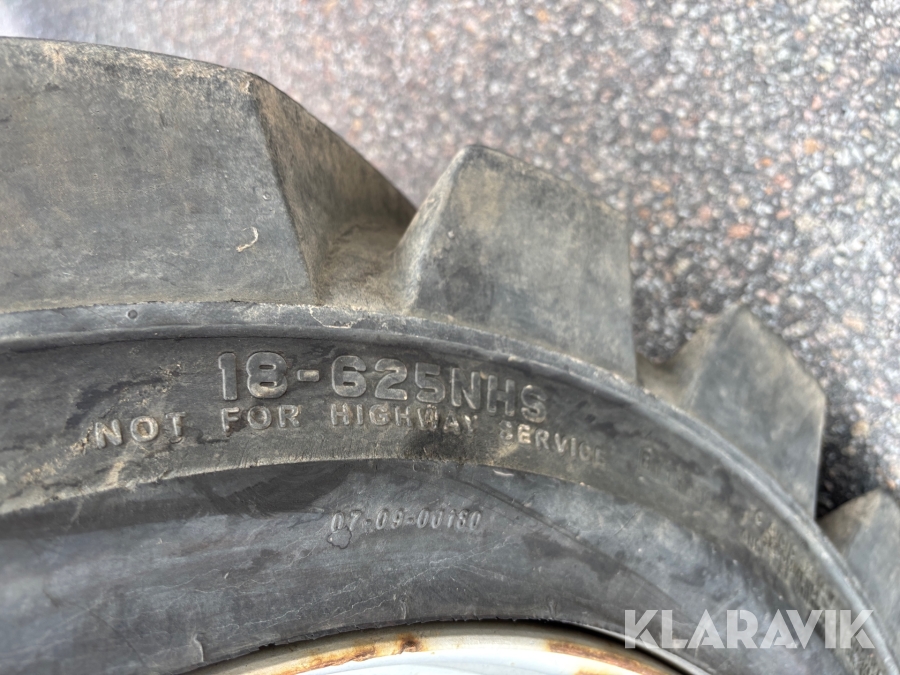 18-625NHS
NOT FOR HIGHWAY SERVICE
07-09-00180
KLARAVIK